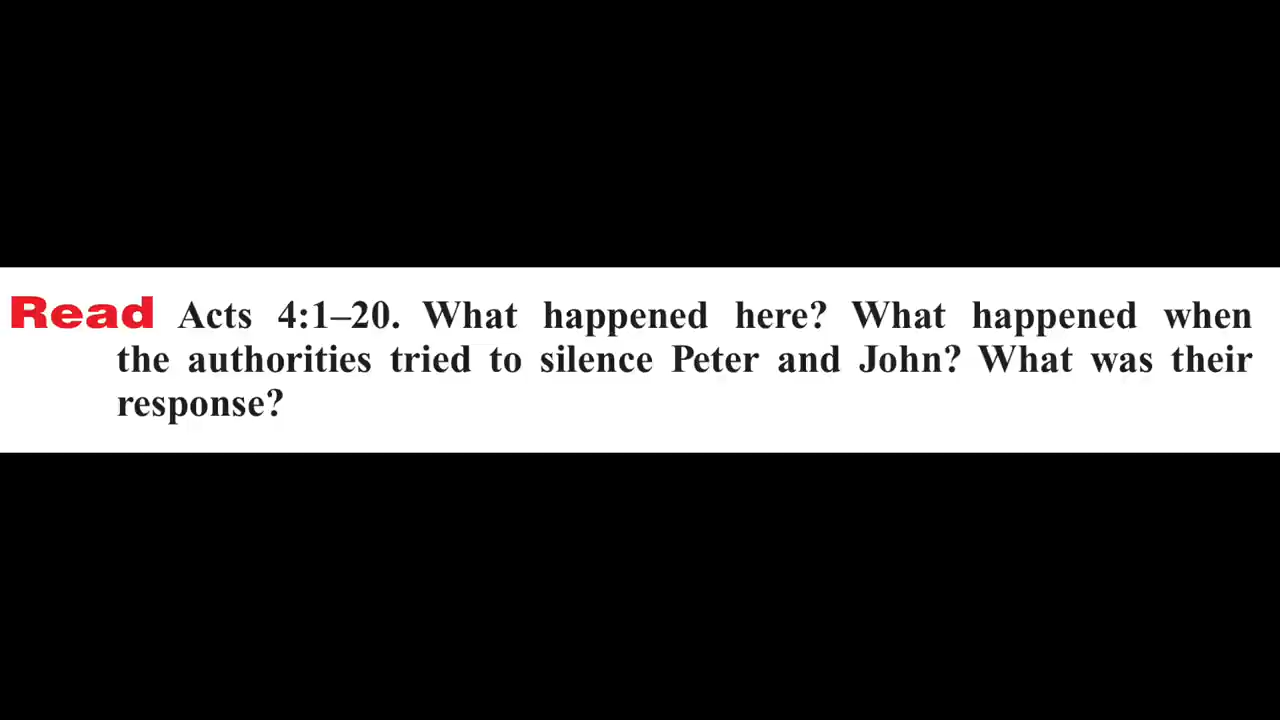 Read Acts 4:1–20. What happened here? What happened when
the authorities tried to silence Peter and John? What was their
response?